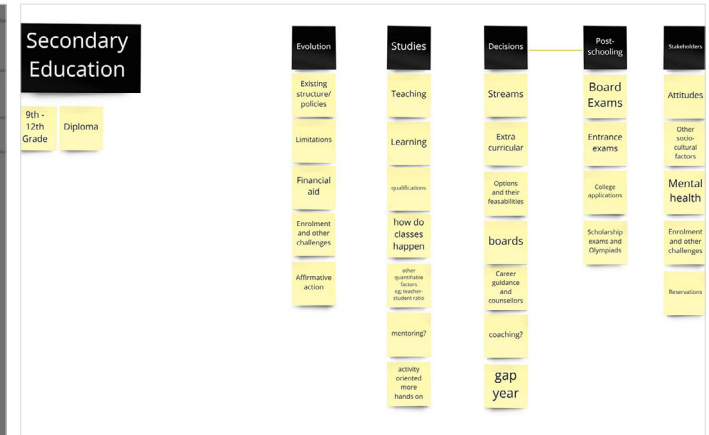 Secondary
Education
9th -
12th
Grade
Diploma
Evolution
Existing
structure/
policies
Limitations
Financial
aid
Enrolment
and other
challenges
Affirmative
action
Studies
Teaching
Learning
qualifications
how do
classes
happen
other
quantifiable
factors
eg; teacher-
student ratio
mentoring?
activity
oriented
more
hands on
Decisions
Streams
Extra
curricular
Options
and their
feasabilities
boards
Career
guidance
and
counsellors
coaching?
gap
year
Post-
schooling
Board
Exams
Entrance
exams
College
applications
Scholarship
exams and
Olympiads
Stakeholders
Attitudes
Other
socio-
cultural
factors
Mental
health
Enrolment
and other
challenges
Reservations